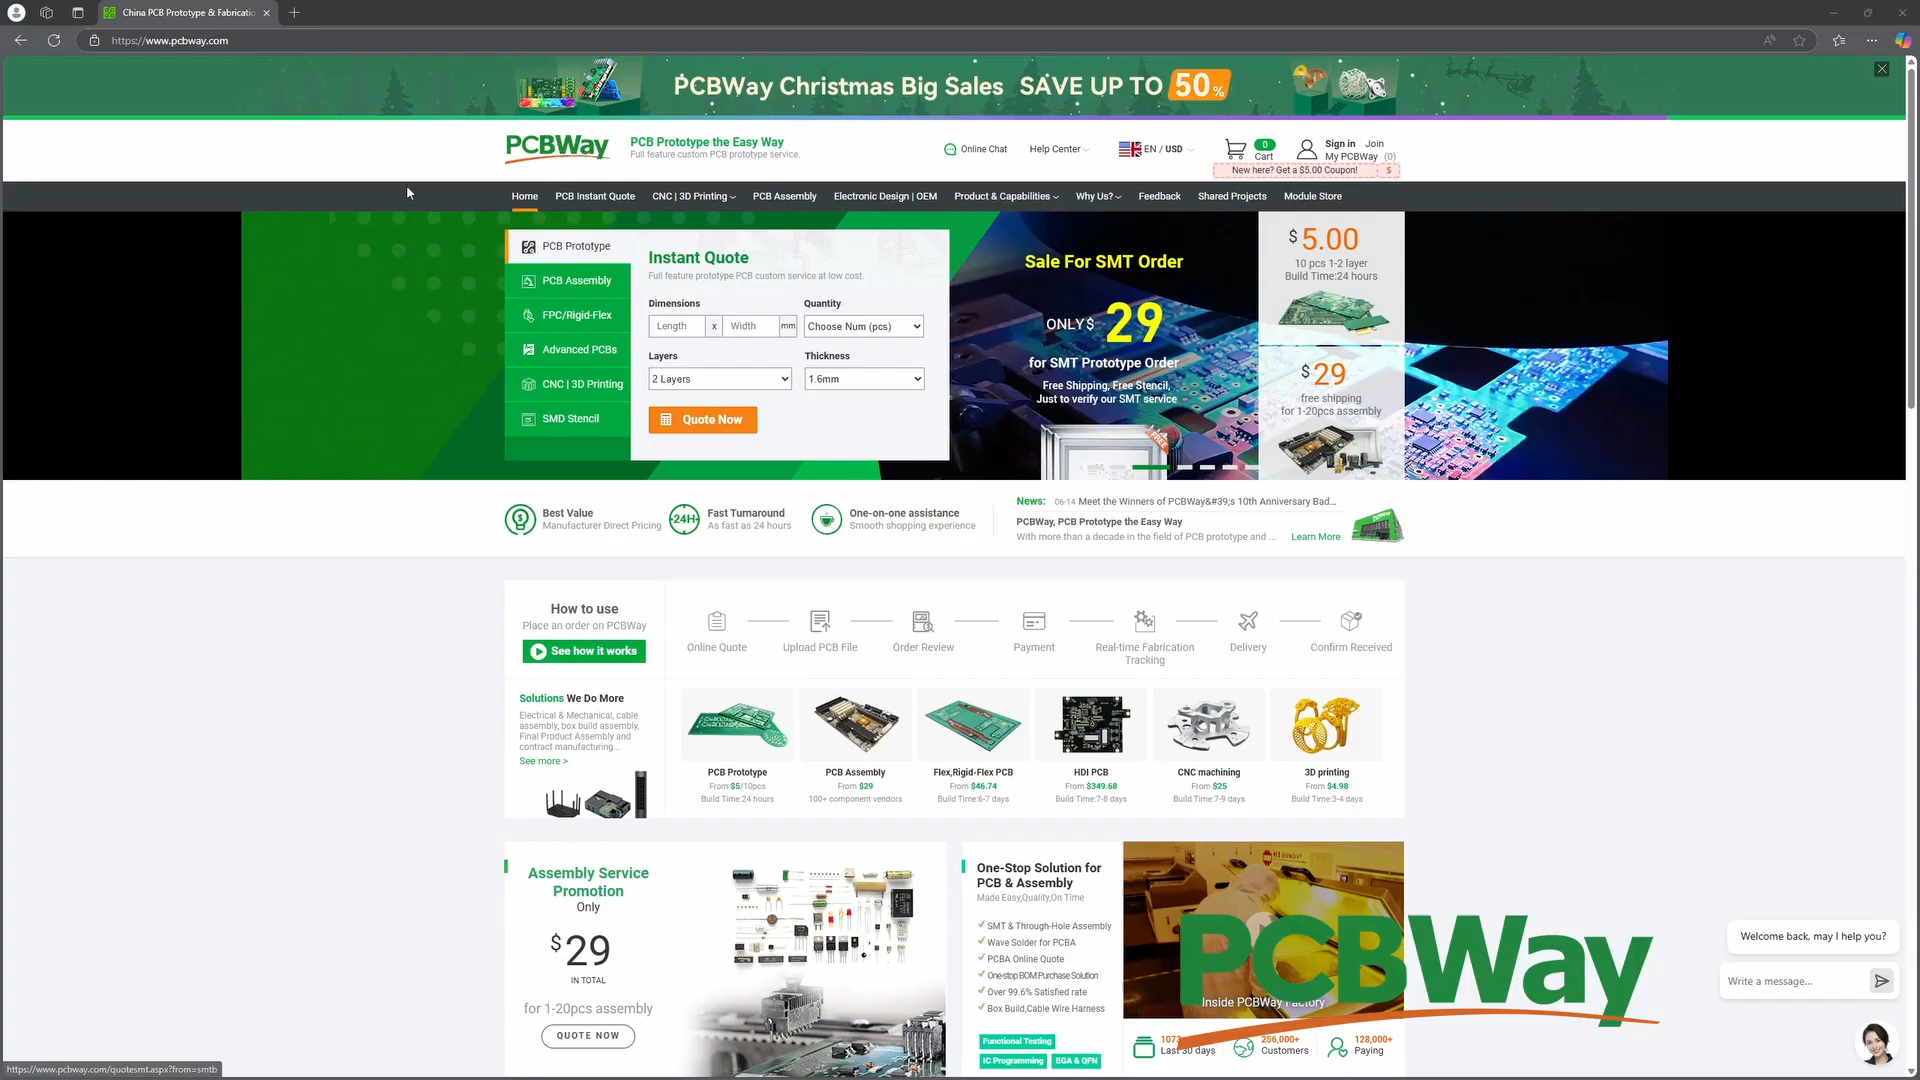 China PCB Prototype & Fabricatio
https://www.pcbway.com
PCBWay Christmas Big Sales SAVE UP TO 50%
PCBWay
PCB Prototype the Easy Way
Full feature custom PCB prototype service.
Online Chat
Help Center
EN / USD
0
Cart
Sign in Join
My PCBWay (0)
New here? Get a $5.00 Coupon! $
Home
PCB Instant Quote
CNC | 3D Printing
PCB Assembly
Electronic Design | OEM
Product & Capabilities
Why Us?
Feedback
Shared Projects
Module Store
PCB Prototype
PCB Assembly
FPC/Rigid-Flex
Advanced PCBs
CNC | 3D Printing
SMD Stencil
Instant Quote
Full feature prototype PCB custom service at low cost.
Dimensions
Quantity
Length x Width mm
Choose Num (pcs)
Layers
Thickness
2 Layers
1.6mm
Quote Now
Sale For SMT Order
ONLY$ 29
for SMT Prototype Order
Free Shipping, Free Stencil,
Just to verify our SMT service
FREE
$5.00
10 pcs 1-2 layer
Build Time:24 hours
$29
free shipping
for 1-20pcs assembly
Best Value
Manufacturer Direct Pricing
24H
Fast Turnaround
As fast as 24 hours
One-on-one assistance
Smooth shopping experience
News: 06-14 Meet the Winners of PCBWay&#39;s 10th Anniversary Bad...
PCBWay, PCB Prototype the Easy Way
With more than a decade in the field of PCB prototype and ... Learn More
How to use
Place an order on PCBWay
See how it works
Online Quote
Upload PCB File
Order Review
Payment
Real-time Fabrication
Tracking
Delivery
Confirm Received
Solutions We Do More
Electrical & Mechanical, cable
assembly, box build assembly,
Final Product Assembly and
contract manufacturing...
See more >
PCB Prototype
From $5/10pcs
Build Time:24 hours
PCB Assembly
From $29
100+ component vendors
Flex,Rigid-Flex PCB
From $46.74
Build Time:6-7 days
HDI PCB
From $349.68
Build Time:7-8 days
CNC machining
From $25
Build Time:7-9 days
3D printing
From $4.98
Build Time:3-4 days
Assembly Service
Promotion
Only
$29
IN TOTAL
for 1-20pcs assembly
QUOTE NOW
One-Stop Solution for
PCB & Assembly
Made Easy,Quality,On Time
SMT & Through-Hole Assembly
Wave Solder for PCBA
PCBA Online Quote
One-stop BOM Purchase Solution
Over 99.6% Satisfied rate
Box Build,Cable Wire Harness
Functional Testing
IC Programming
BGA & QFN
Inside PCBWay Factory
PCBWay
Last 30 days
256,000+
Customers
128,000+
Paying
Welcome back, may I help you?
Write a message...
https://www.pcbway.com/quotesmt.aspx?from=smtb